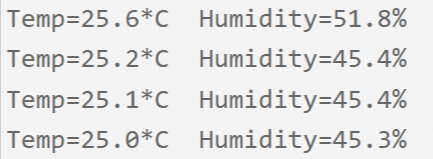 Temp=25.6*C  Humidity=51.8%
Temp=25.2*C  Humidity=45.4%
Temp=25.1*C  Humidity=45.4%
Temp=25.0*C  Humidity=45.3%